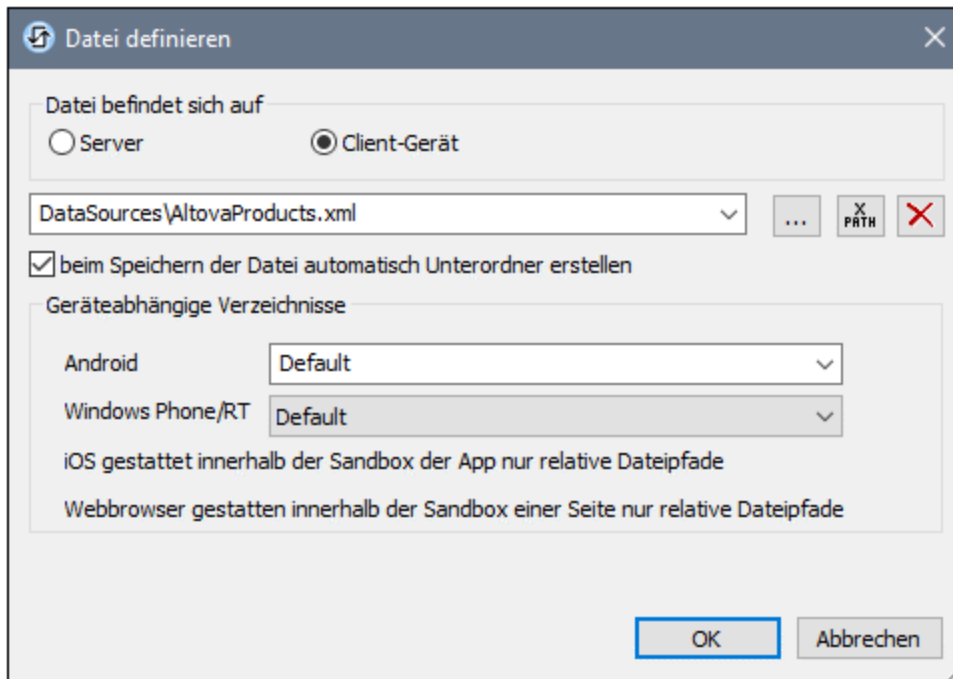 Datei definieren
Datei befindet sich auf
Server Client-Gerät
DataSources\AltovaProducts.xml ... X PATH
beim Speichern der Datei automatisch Unterordner erstellen
Geräteabhängige Verzeichnisse
Android Default
Windows Phone/RT Default
iOS gestattet innerhalb der Sandbox der App nur relative Dateipfade
Webbrowser gestatten innerhalb der Sandbox einer Seite nur relative Dateipfade
OK Abbrechen